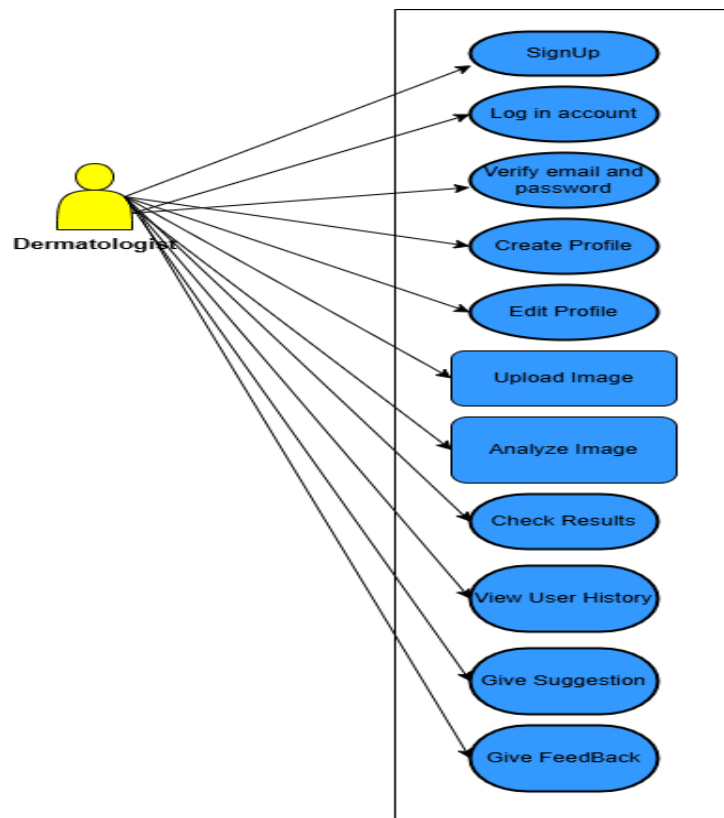 SignUp
Log in account
Verify email and
password
Dermatologist
Create Profile
Edit Profile
Upload Image
Analyze Image
Check Results
View User History
Give Suggestion
Give FeedBack